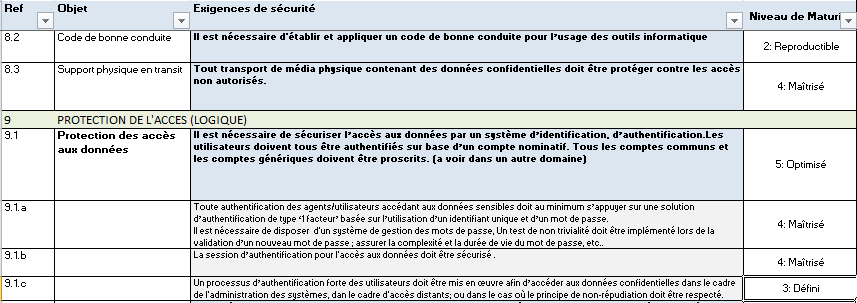 Ref Objet Exigences de sécurité Niveau de Maturi
8.2 Code de bonne conduite Il est nécessaire d'établir et appliquer un code de bonne conduite pour l'usage des outils informatique 2: Reproductible
8.3 Support physique en transit Tout transport de média physique contenant des données confidentielles doit être protéger contre les accès
non autorisés.
4: Maîtrisé
9 PROTECTION DE L'ACCES (LOGIQUE)
9.1 Protection des accès
aux données
Il est nécessaire de sécuriser l'accès aux données par un système d'identification, d'authentification.Les
utilisateurs doivent tous être authentifiés sur base d'un compte nominatif. Tous les comptes communs et
les comptes génériques doivent être proscrits. (a voir dans un autre domaine)
5: Optimisé
9.1.a Toute authentification des agents/utilisateurs accédant aux données sensibles doit au minimum s'appuyer sur une solution
d'authentification de type '1 facteur' basée sur l'utilisation d'un identifiant unique et d'un mot de passe.
Il est nécessaire de disposer d'un système de gestion des mots de passe, Un test de non trivialité doit être implémenté lors de la
validation d'un nouveau mot de passe ; assurer la complexité et la durée de vie du mot de passe, etc..
4: Maîtrisé
9.1.b La session d'authentification pour l'accès aux données doit être sécurisé .
4: Maîtrisé
9.1.c Un processus d'authentification forte des utilisateurs doit être mis en œuvre afin d'accéder aux données confidentielles dans le cadre
de l'administration des systèmes, dan le cadre d'accès distants; ou dans le cas où le principe de non-répudiation doit être respecté.
3: Défini